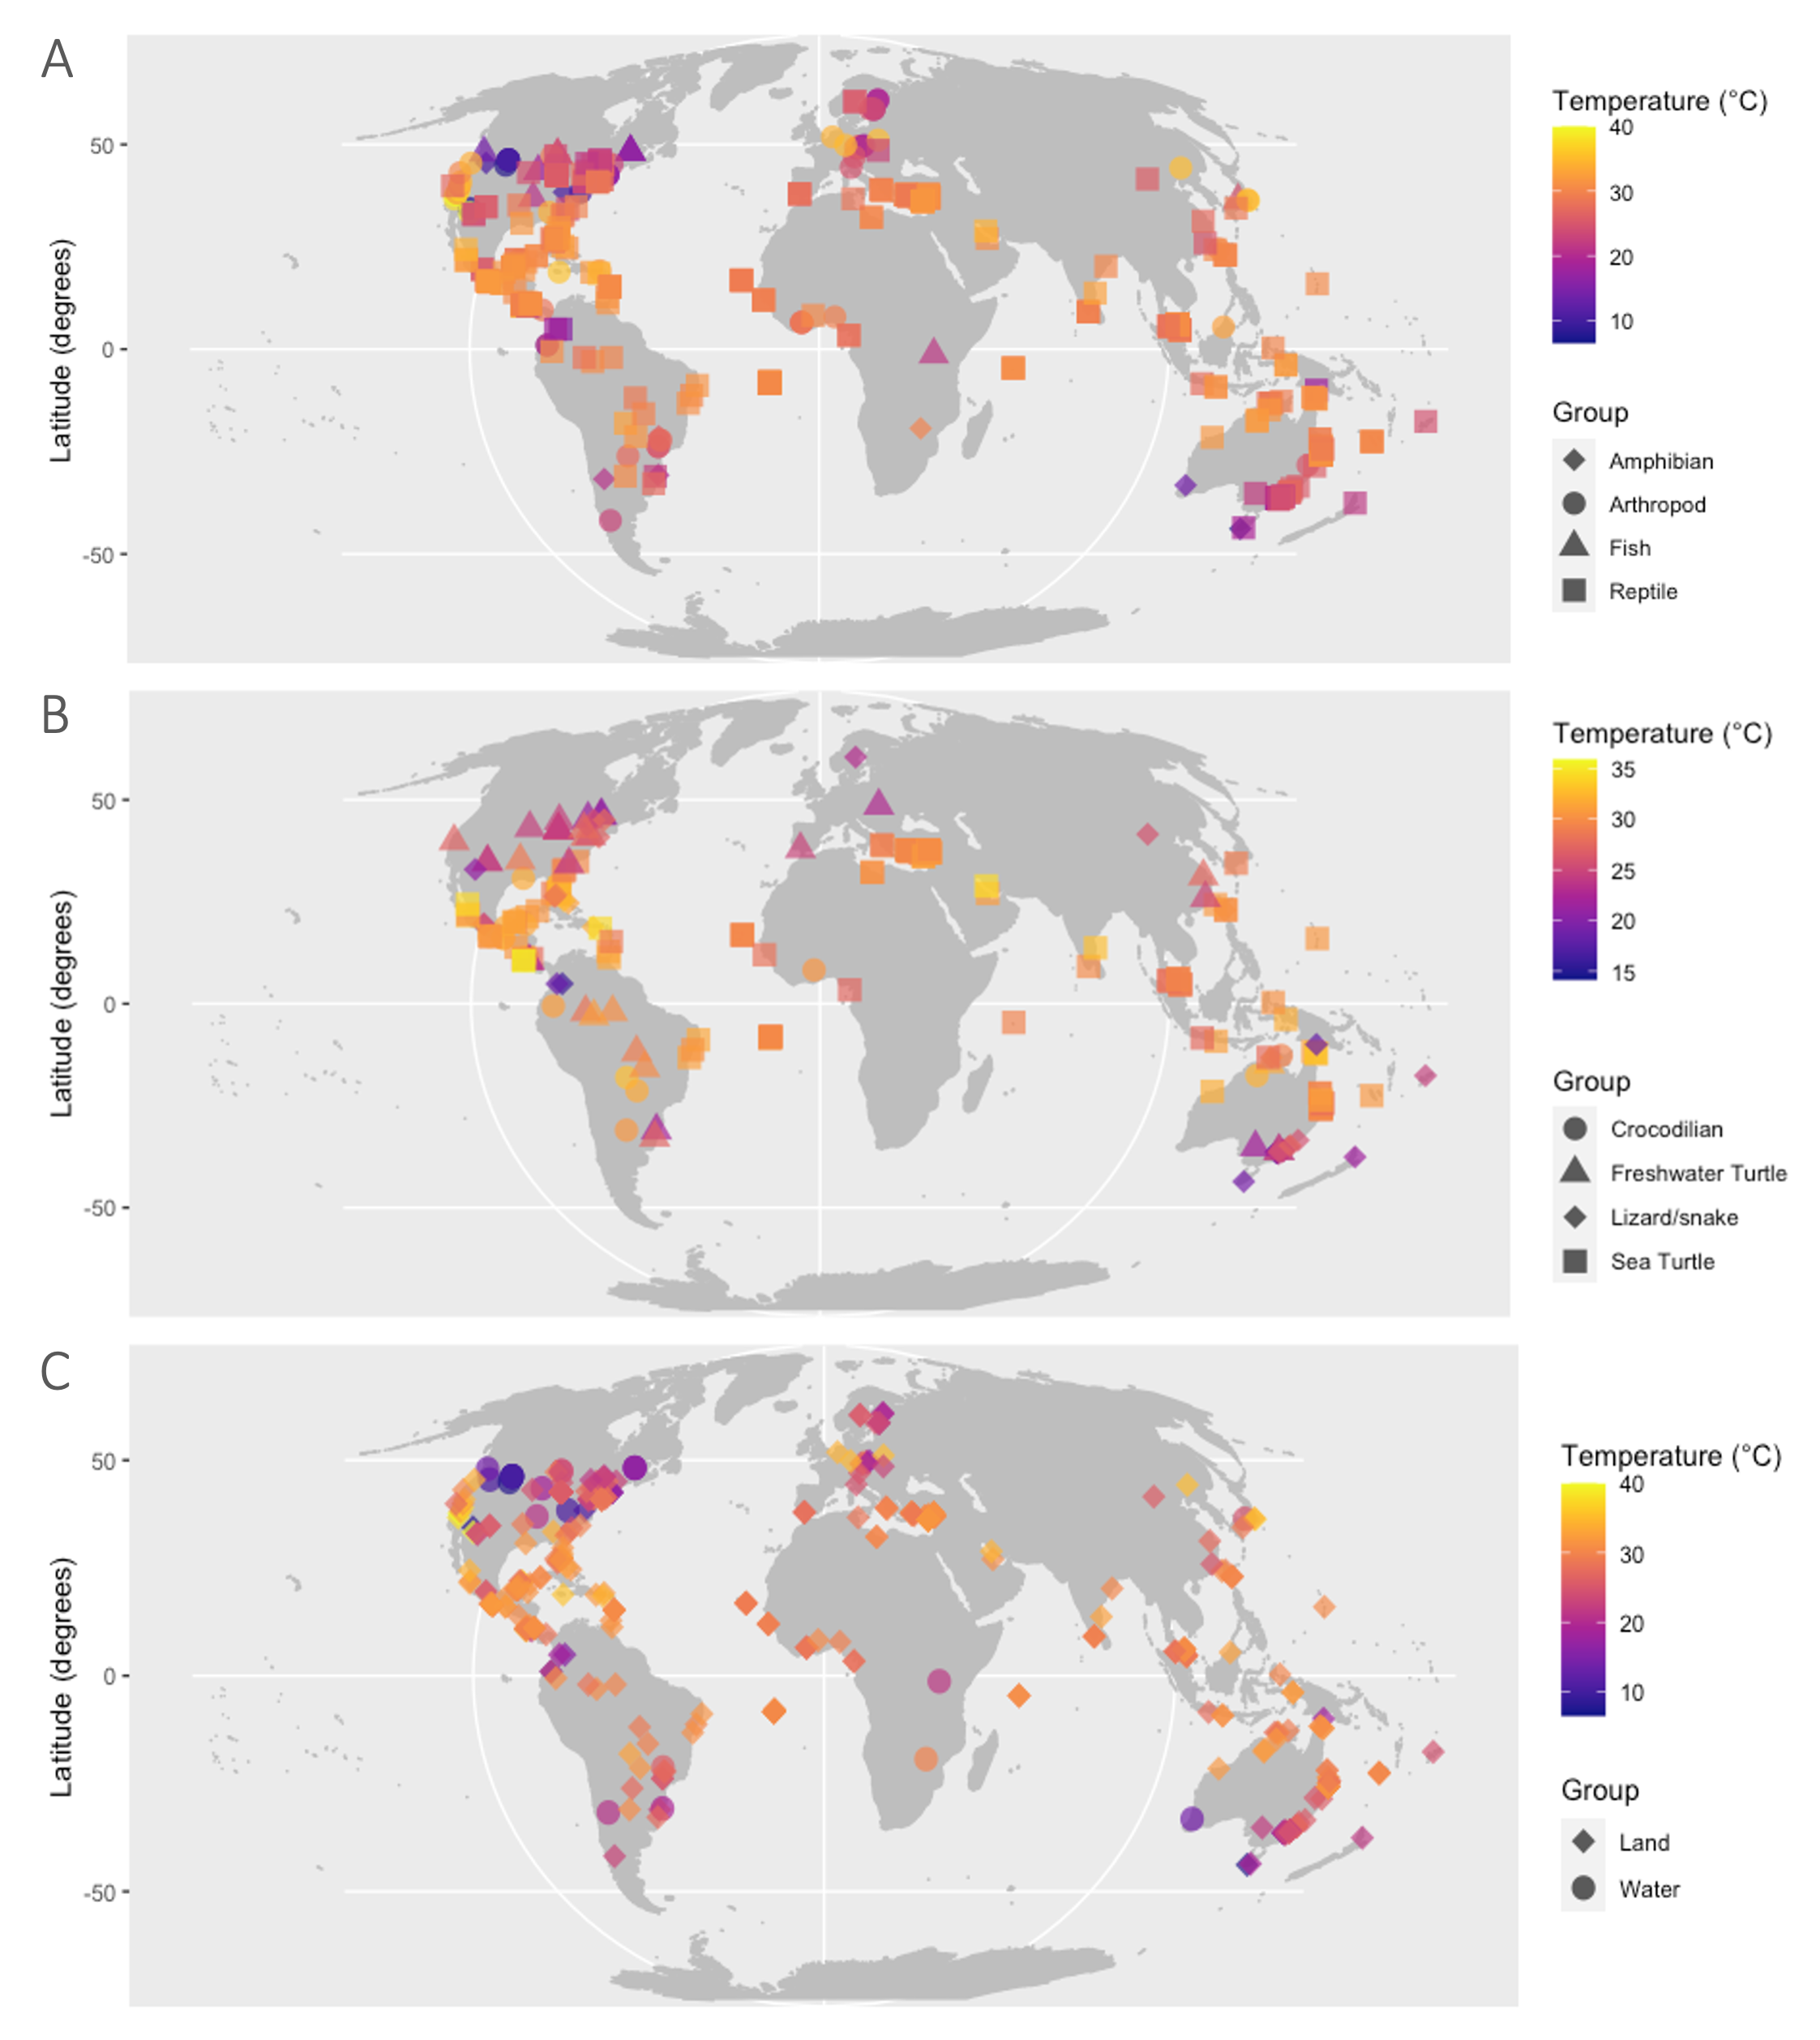 A
Temperature (°C)
40
30
20
10
50
0
-50
Latitude (degrees)
Group
Amphibian
Arthropod
Fish
Reptile
B
Temperature (°C)
35
30
25
20
15
50
0
-50
Latitude (degrees)
Group
Crocodilian
Freshwater Turtle
Lizard/snake
Sea Turtle
C
Temperature (°C)
40
30
20
10
50
0
-50
Latitude (degrees)
Group
Land
Water